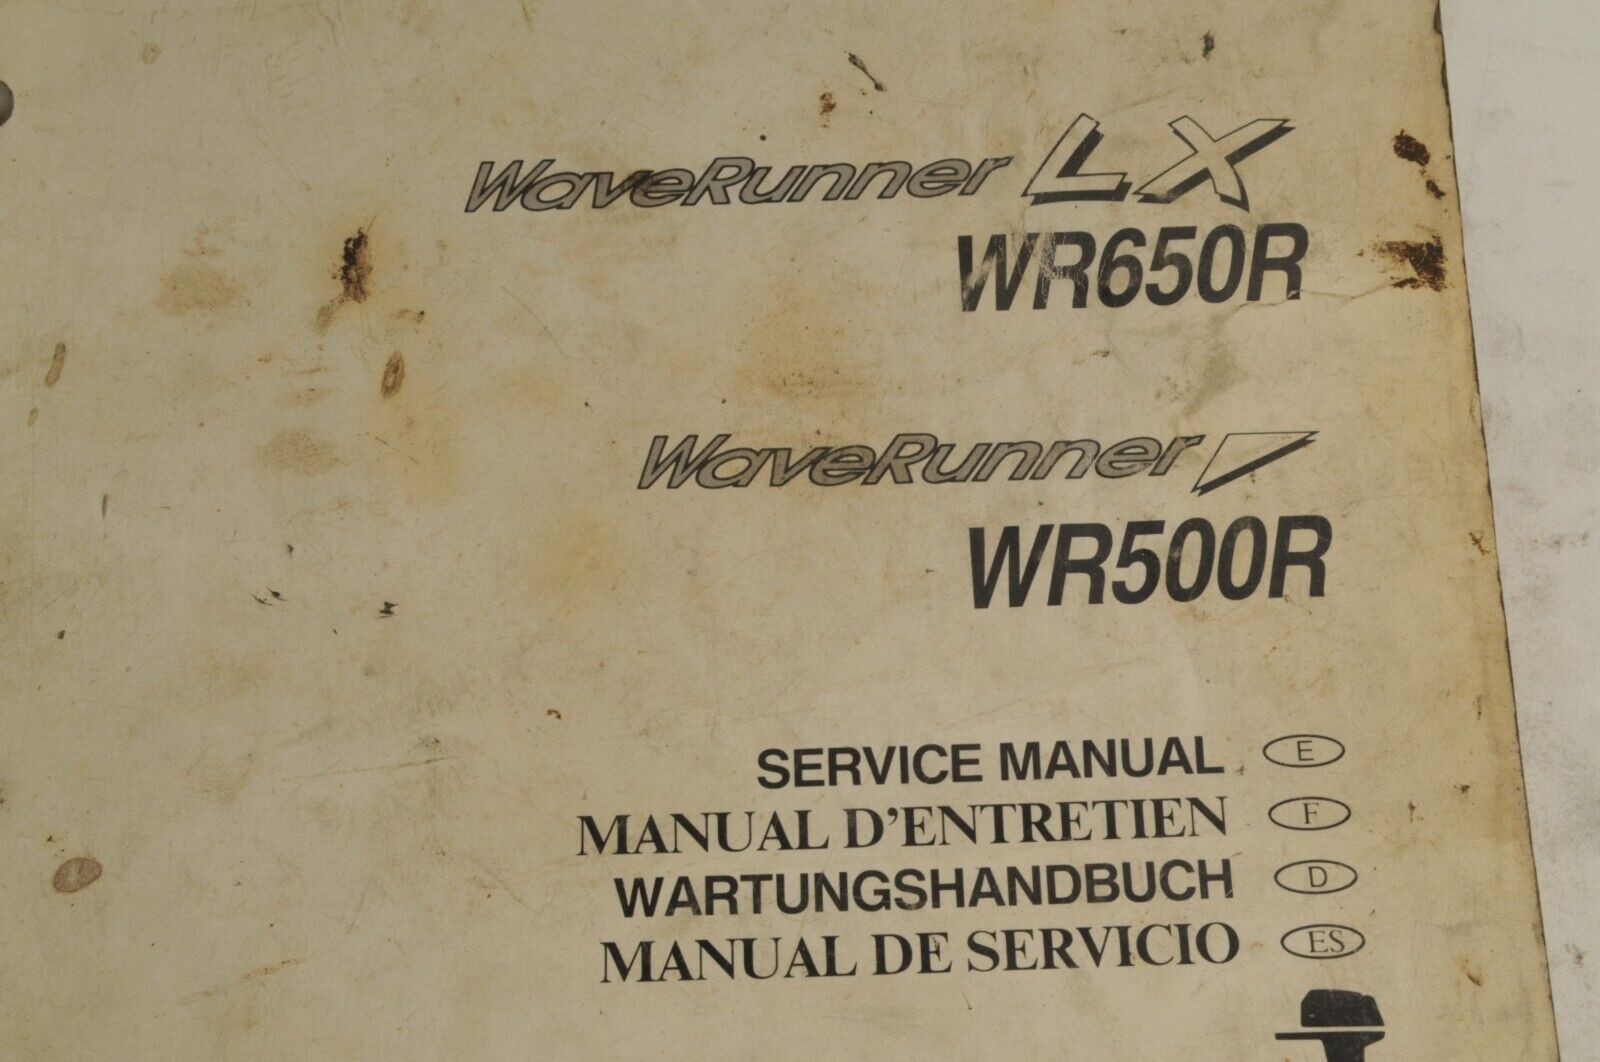 WaveRunner LX
WR650R
WaveRunner
WR500R
SERVICE MANUAL E
MANUAL D'ENTRETIEN F
WARTUNGSHANDBUCH D
MANUAL DE SERVICIO ES